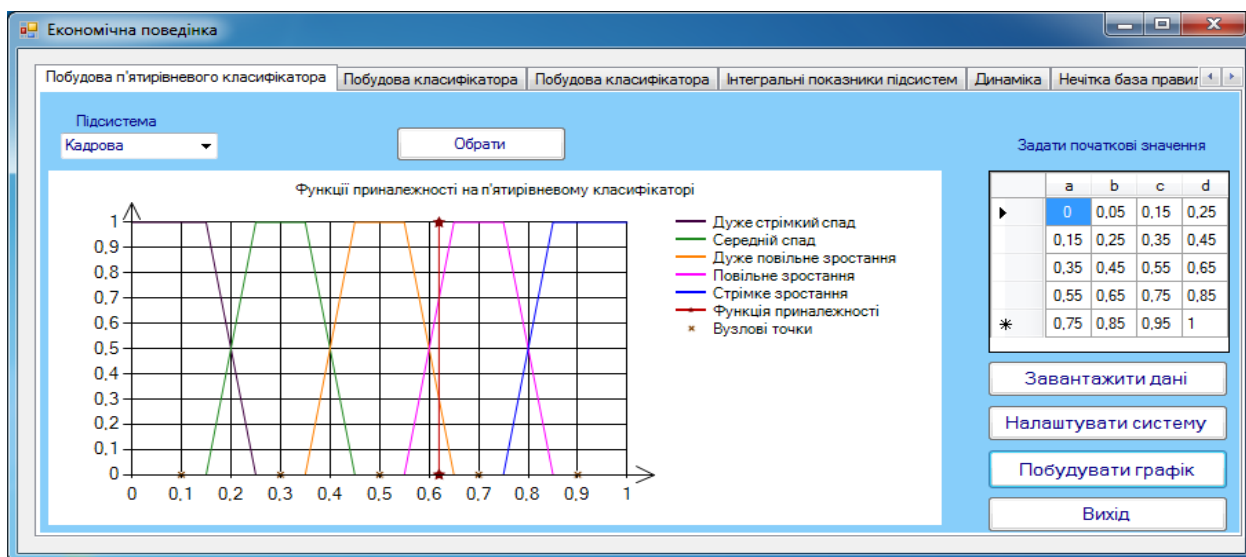 Економічна поведінка
Побудова п'ятирівневого класифікатора
Побудова класифікатора
Побудова класифікатора
Інтегральні показники підсистем
Динаміка
Нечітка база правил
Підсистема
Кадрова
Обрати
Функції приналежності на п'ятирівневому класифікаторі
1
0,9
0,8
0,7
0,6
0,5
0,4
0,3
0,2
0,1
0
0 0,1 0,2 0,3 0,4 0,5 0,6 0,7 0,8 0,9 1
Дуже стрімкий спад
Середній спад
Дуже повільне зростання
Повільне зростання
Стрімке зростання
Функція приналежності
Вузлові точки
Задати початкові значення
a b c d
0 0,05 0,15 0,25
0,15 0,25 0,35 0,45
0,35 0,45 0,55 0,65
0,55 0,65 0,75 0,85
0,75 0,85 0,95 1
Завантажити дані
Налаштувати систему
Побудувати графік
Вихід